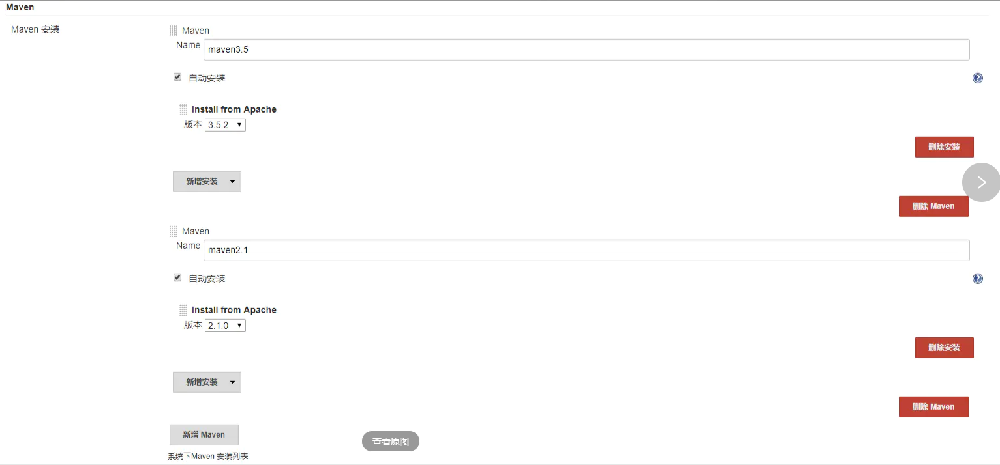 Maven
Maven 安装
Maven
Name maven3.5
自动安装
Install from Apache
版本 3.5.2
删除安装
新增安装
删除 Maven
Maven
Name maven2.1
自动安装
Install from Apache
版本 2.1.0
删除安装
新增安装
删除 Maven
新增 Maven
查看原图
系统下Maven 安装列表